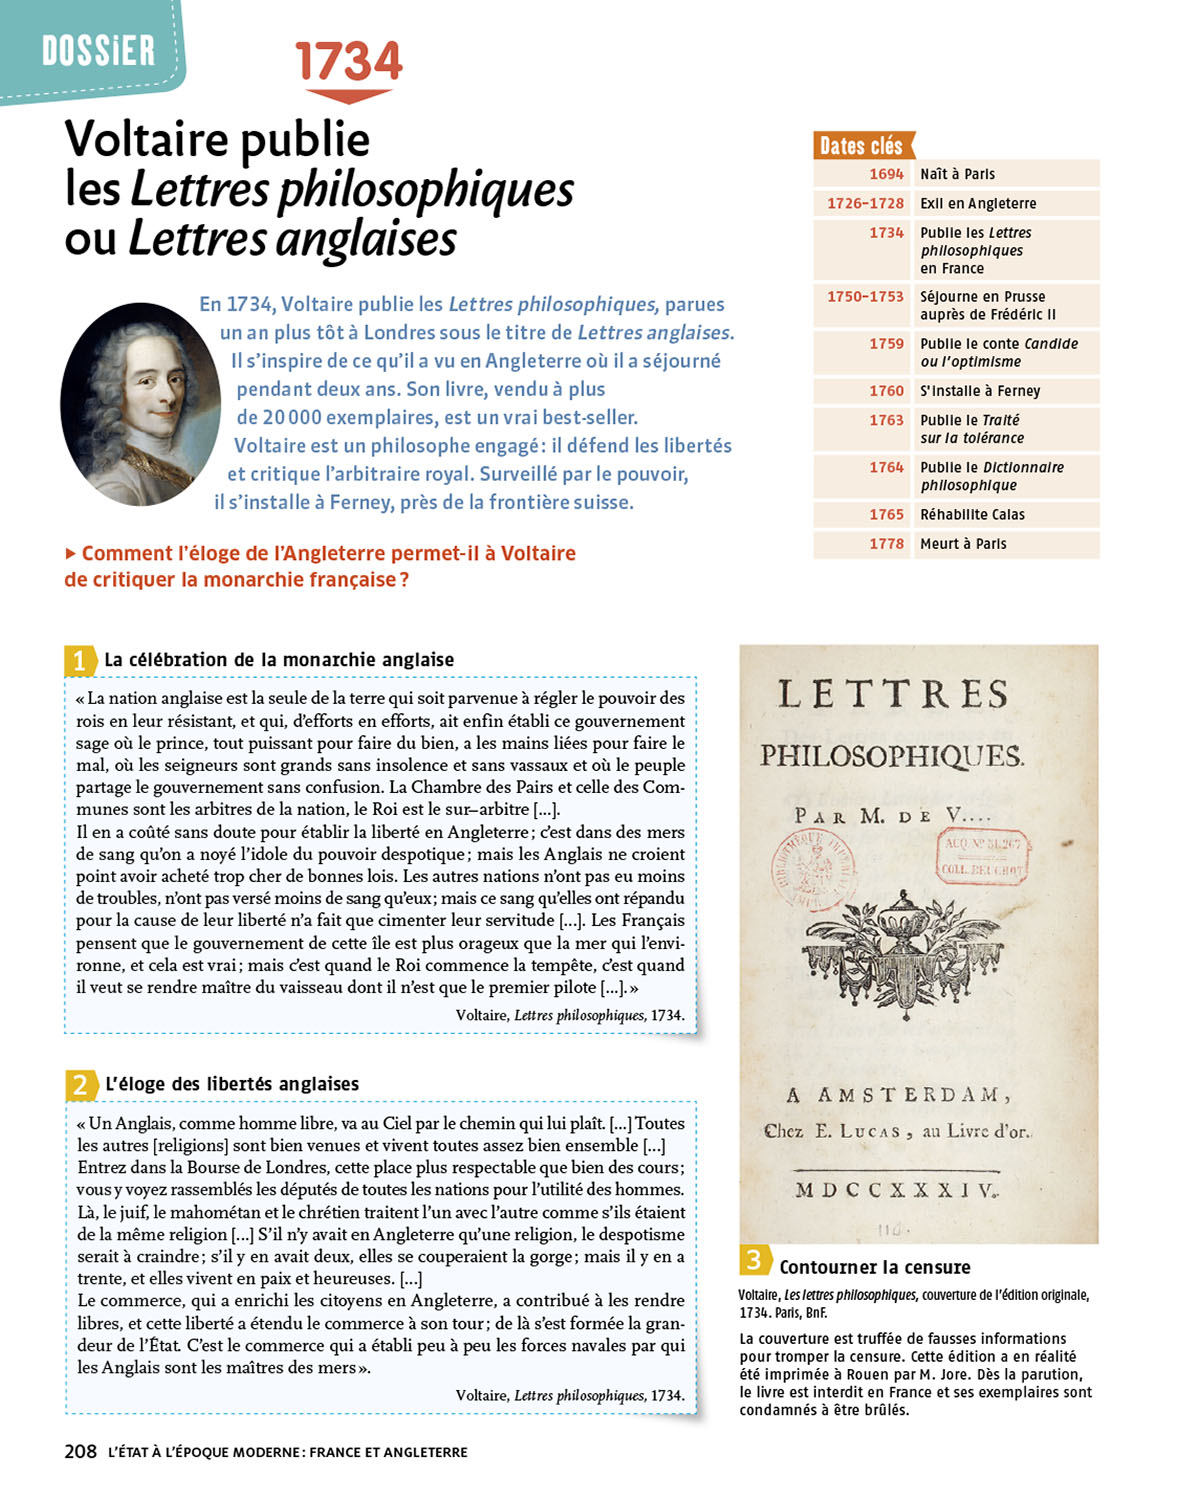 DOSSiER
1734
Voltaire publie
les Lettres philosophiques
ou Lettres anglaises
En 1734, Voltaire publie les Lettres philosophiques, parues
un an plus tôt à Londres sous le titre de Lettres anglaises.
Il s’inspire de ce qu’il a vu en Angleterre où il a séjourné
pendant deux ans. Son livre, vendu à plus
de 20 000 exemplaires, est un vrai best-seller.
Voltaire est un philosophe engagé : il défend les libertés
et critique l’arbitraire royal. Surveillé par le pouvoir,
il s’installe à Ferney, près de la frontière suisse.
▶ Comment l’éloge de l’Angleterre permet-il à Voltaire
de critiquer la monarchie française ?
Dates clés
1694 Naît à Paris
1726–1728 Exil en Angleterre
1734 Publie les Lettres
philosophiques
en France
1750–1753 Séjourne en Prusse
auprès de Frédéric II
1759 Publie le conte Candide
ou l’optimisme
1760 S'installe à Ferney
1763 Publie le Traité
sur la tolérance
1764 Publie le Dictionnaire
philosophique
1765 Réhabilite Calas
1778 Meurt à Paris
1 La célébration de la monarchie anglaise
« La nation anglaise est la seule de la terre qui soit parvenue à régler le pouvoir des
rois en leur résistant, et qui, d’efforts en efforts, ait enfin établi ce gouvernement
sage où le prince, tout puissant pour faire du bien, a les mains liées pour faire le
mal, où les seigneurs sont grands sans insolence et sans vassaux et où le peuple
partage le gouvernement sans confusion. La Chambre des Pairs et celle des Com-
munes sont les arbitres de la nation, le Roi est le sur–arbitre [...].
Il en a coûté sans doute pour établir la liberté en Angleterre ; c’est dans des mers
de sang qu’on a noyé l’idole du pouvoir despotique ; mais les Anglais ne croient
point avoir acheté trop cher de bonnes lois. Les autres nations n’ont pas eu moins
de troubles, n’ont pas versé moins de sang qu’eux ; mais ce sang qu’elles ont répandu
pour la cause de leur liberté n’a fait que cimenter leur servitude [...]. Les Français
pensent que le gouvernement de cette île est plus orageux que la mer qui l’envi-
ronne, et cela est vrai ; mais c’est quand le Roi commence la tempête, c’est quand
il veut se rendre maître du vaisseau dont il n’est que le premier pilote [...]. »
Voltaire, Lettres philosophiques, 1734.
2 L’éloge des libertés anglaises
« Un Anglais, comme homme libre, va au Ciel par le chemin qui lui plaît. [...] Toutes
les autres [religions] sont bien venues et vivent toutes assez bien ensemble [...]
Entrez dans la Bourse de Londres, cette place plus respectable que bien des cours ;
vous y voyez rassemblés les députés de toutes les nations pour l’utilité des hommes.
Là, le juif, le mahométan et le chrétien traitent l’un avec l’autre comme s’ils étaient
de la même religion [...] S’il n’y avait en Angleterre qu’une religion, le despotisme
serait à craindre ; s’il y en avait deux, elles se couperaient la gorge ; mais il y en a
trente, et elles vivent en paix et heureuses. [...]
Le commerce, qui a enrichi les citoyens en Angleterre, a contribué à les rendre
libres, et cette liberté a étendu le commerce à son tour ; de là s’est formée la gran-
deur de l’État. C’est le commerce qui a établi peu à peu les forces navales par qui
les Anglais sont les maîtres des mers ».
Voltaire, Lettres philosophiques, 1734.
LETTRES
PHILOSOPHIQUES.
PAR M. DE V....
ACQ. Nº 51.267
COLL. BEUCHOT
A AMSTERDAM,
Chez E. LUCAS, au Livre d’or.
MDCCXXXIV.
3 Contourner la censure
Voltaire, Les lettres philosophiques, couverture de l’édition originale,
1734. Paris, BnF.
La couverture est truffée de fausses informations
pour tromper la censure. Cette édition a en réalité
été imprimée à Rouen par M. Jore. Dès la parution,
le livre est interdit en France et ses exemplaires sont
condamnés à être brûlés.
208 L’ÉTAT À L’ÉPOQUE MODERNE : FRANCE ET ANGLETERRE